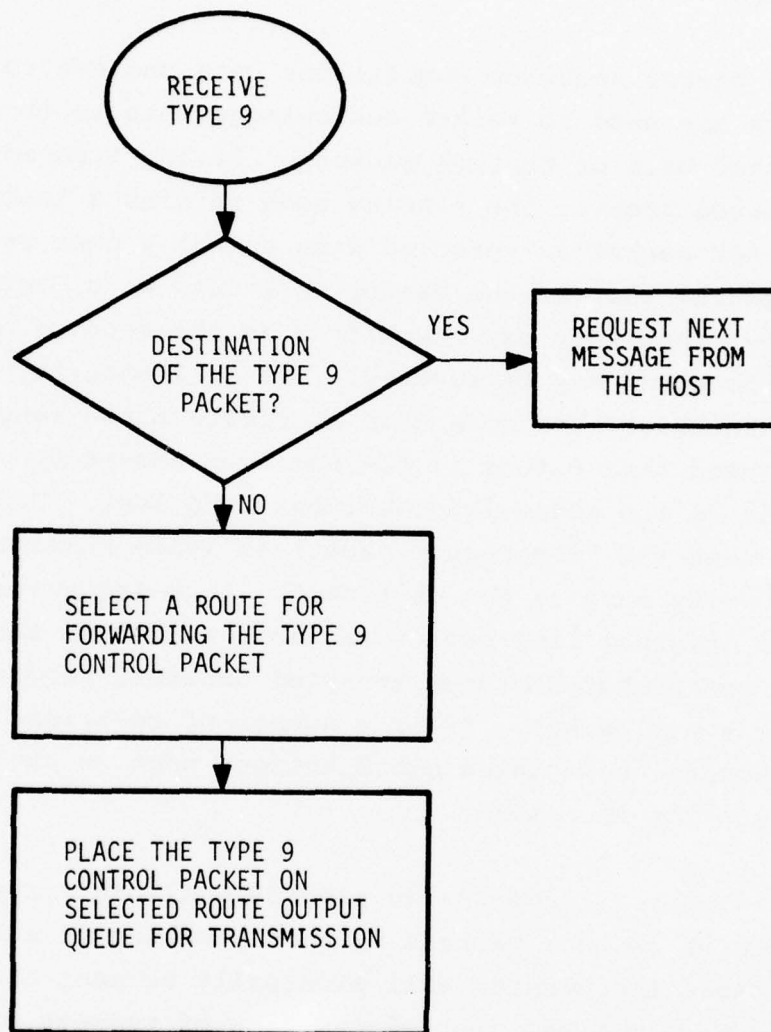 RECEIVE
TYPE 9
DESTINATION
OF THE TYPE 9
PACKET?
YES
REQUEST NEXT
MESSAGE FROM
THE HOST
NO
SELECT A ROUTE FOR
FORWARDING THE TYPE 9
CONTROL PACKET
PLACE THE TYPE 9
CONTROL PACKET ON
SELECTED ROUTE OUTPUT
QUEUE FOR TRANSMISSION